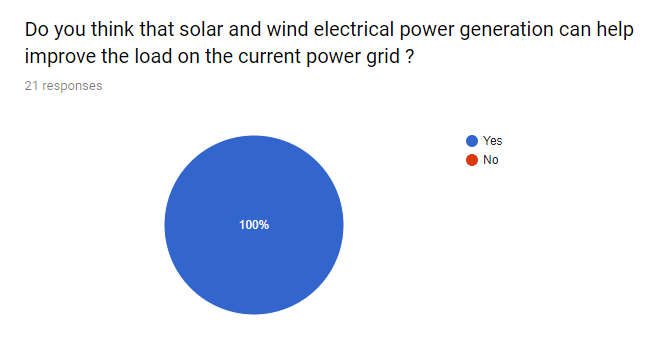 Do you think that solar and wind electrical power generation can help
improve the load on the current power grid ?
21 responses
Yes
No
100%